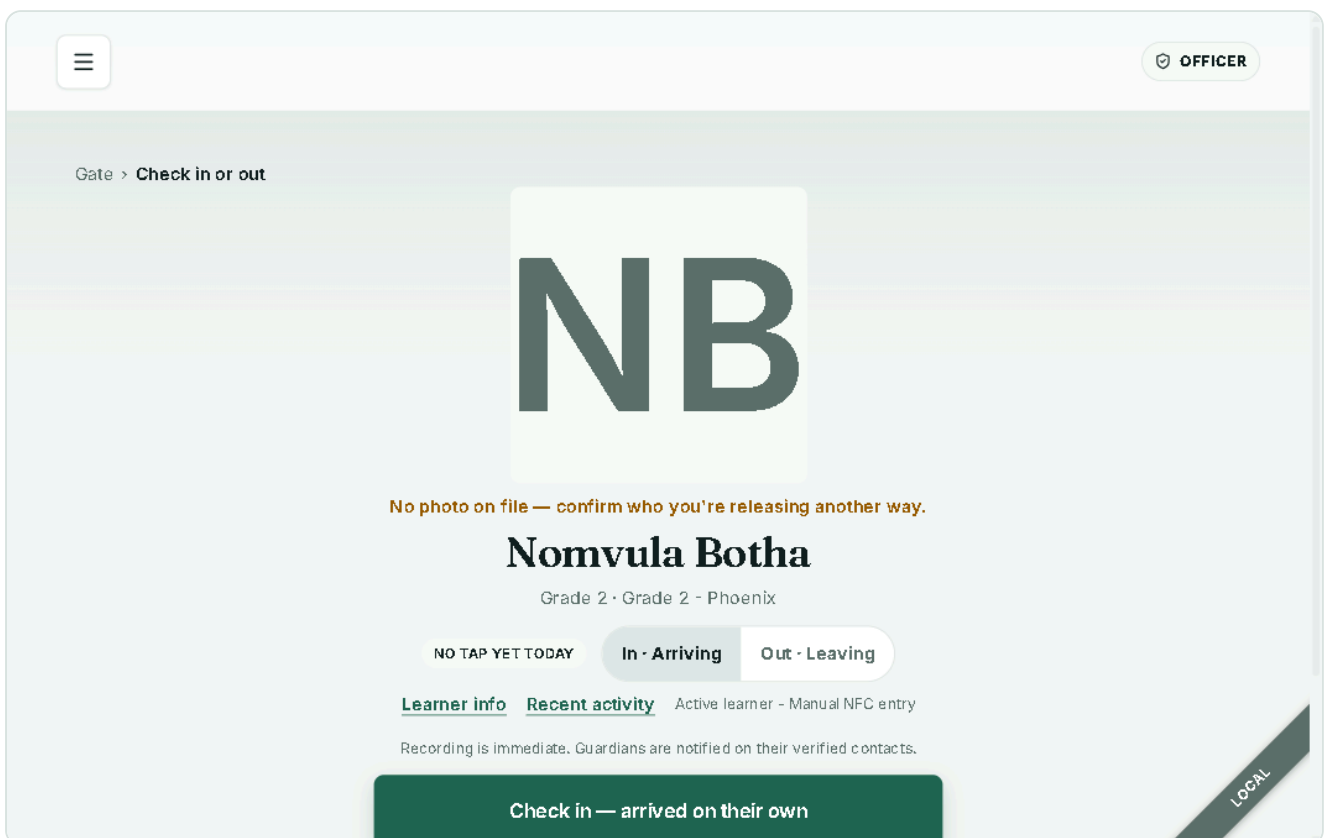 OFFICER
Gate › Check in or out
NB
No photo on file — confirm who you're releasing another way.
Nomvula Botha
Grade 2 · Grade 2 - Phoenix
NO TAP YET TODAY
In · Arriving
Out · Leaving
Learner info Recent activity Active learner - Manual NFC entry
Recording is immediate. Guardians are notified on their verified contacts.
Check in — arrived on their own
LOCAL